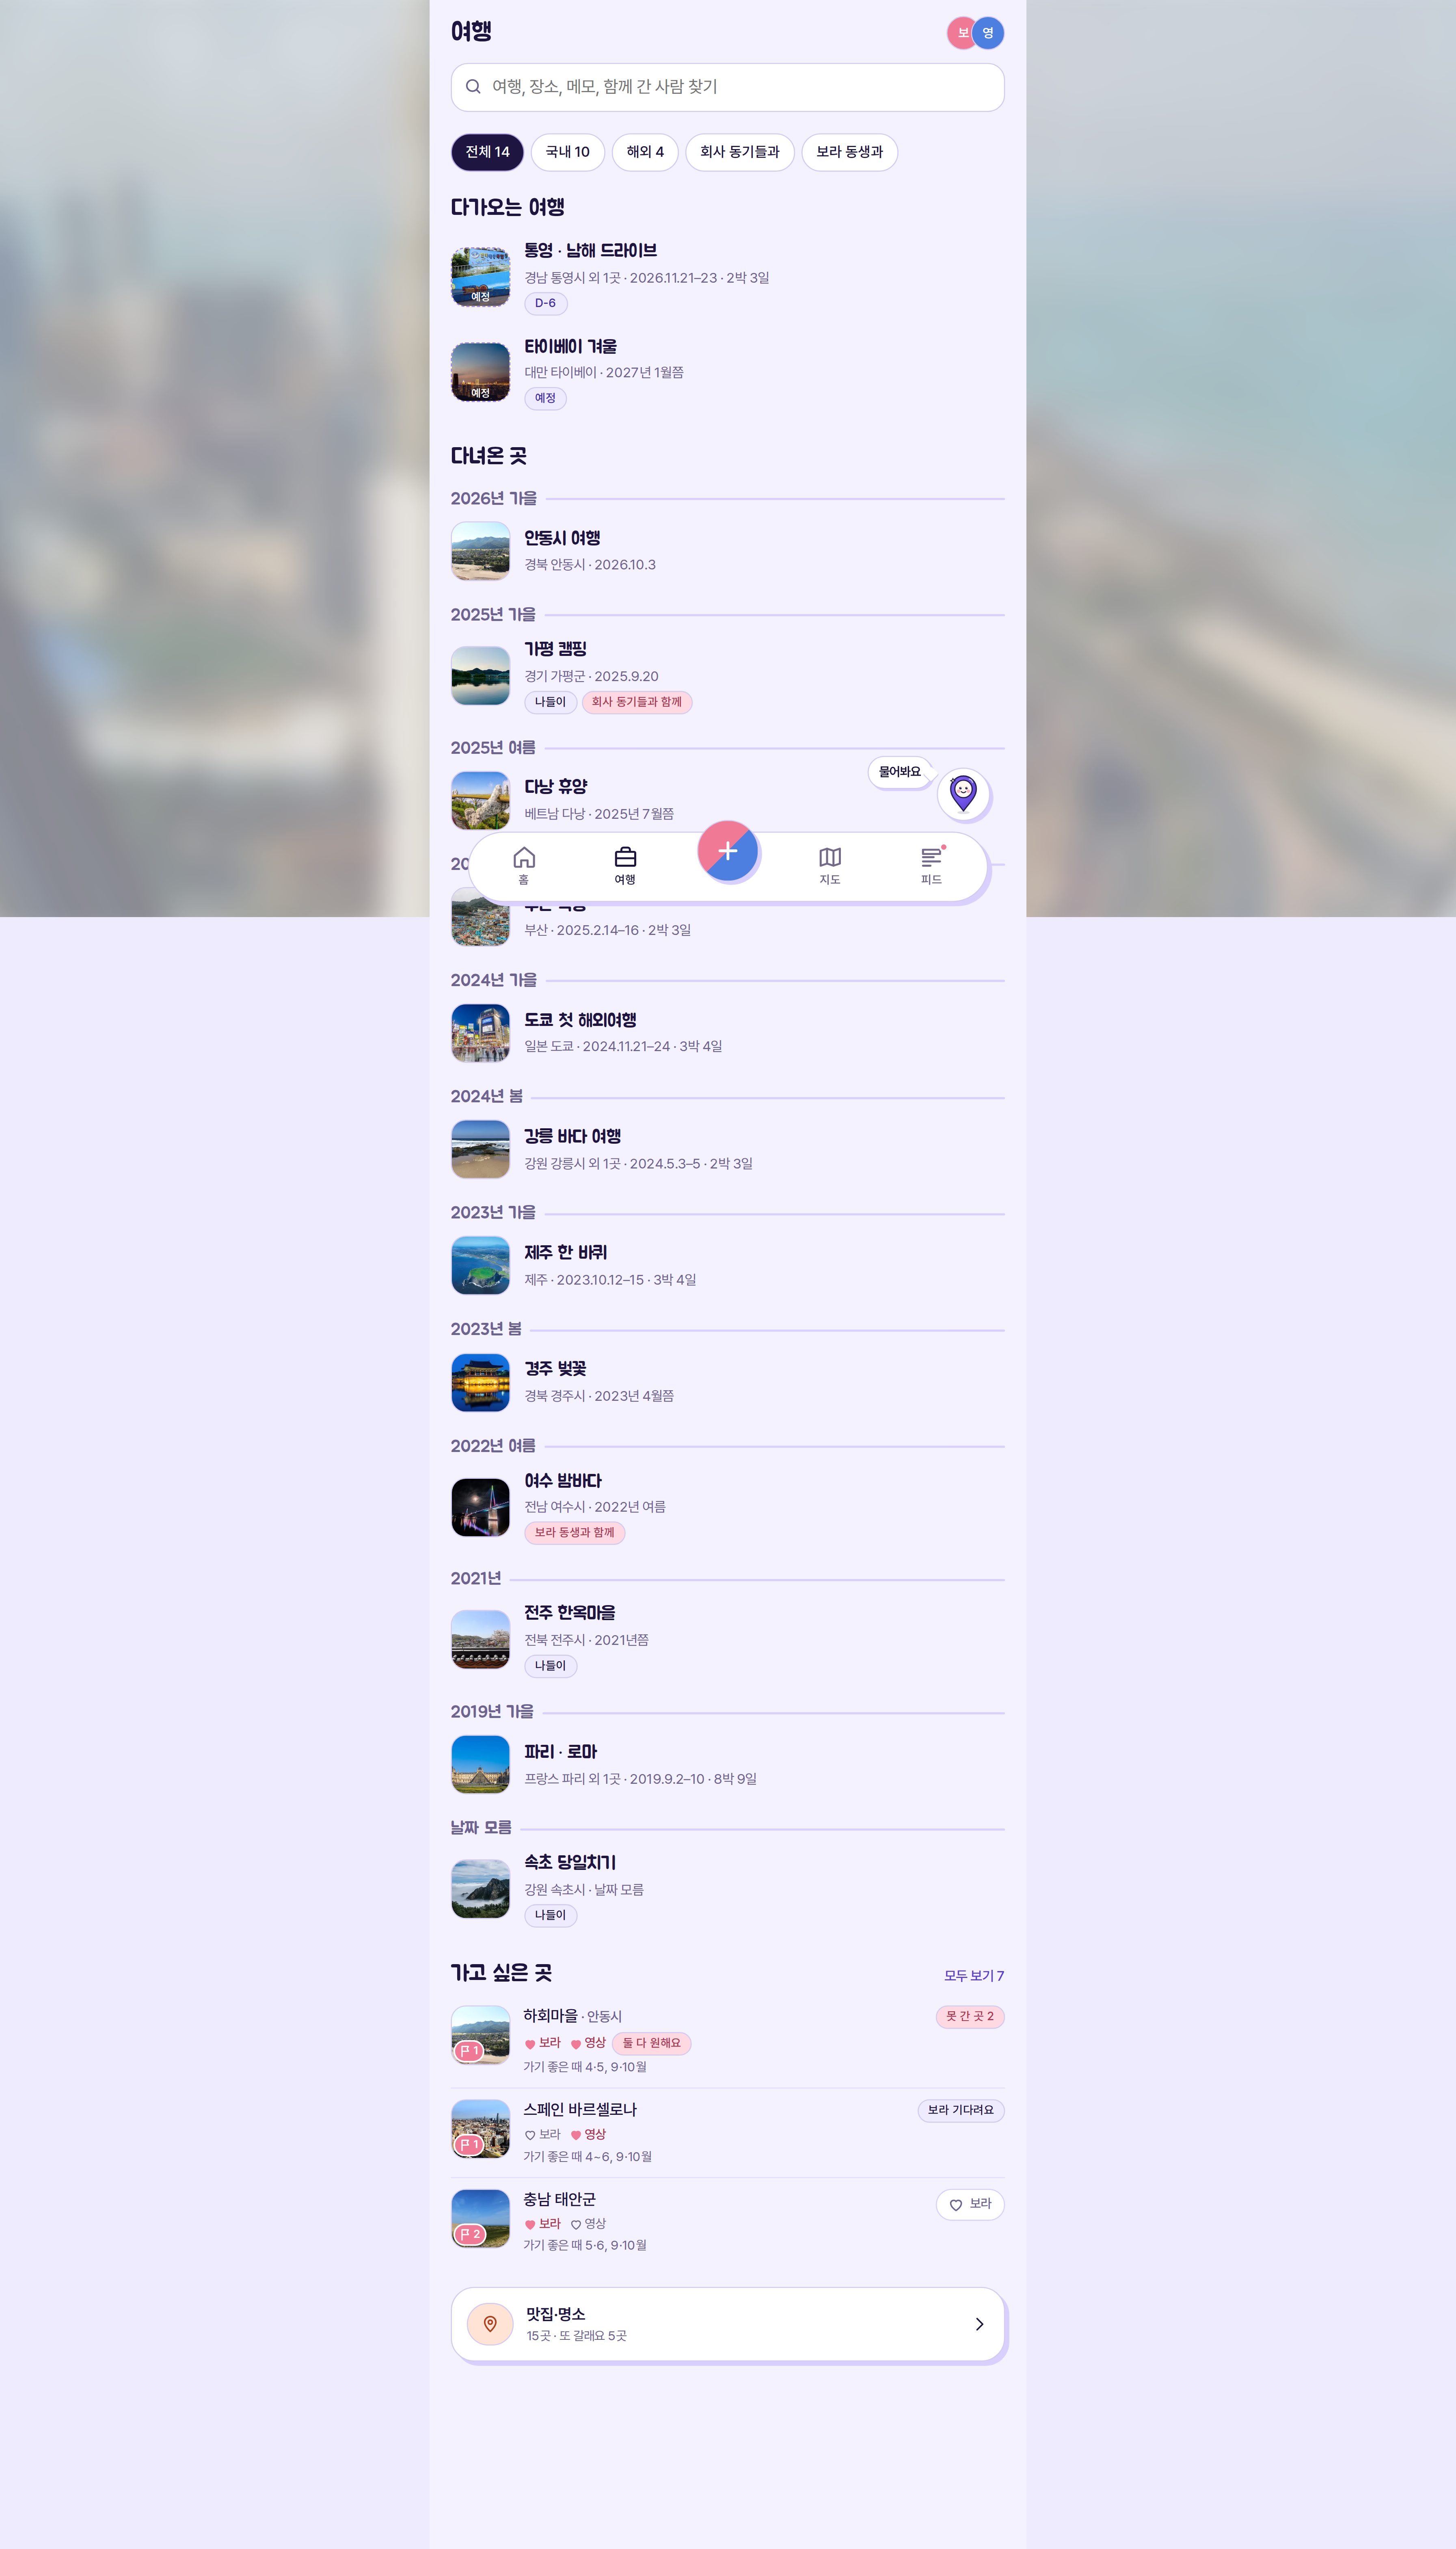 여행
보 영
여행, 장소, 메모, 함께 간 사람 찾기
전체 14 국내 10 해외 4 회사 동기들과 보라 동생과
다가오는 여행
통영 · 남해 드라이브
경남 통영시 외 1곳 · 2026.11.21–23 · 2박 3일
예정
D-6
타이베이 겨울
대만 타이베이 · 2027년 1월쯤
예정
예정
다녀온 곳
2026년 가을
안동시 여행
경북 안동시 · 2026.10.3
2025년 가을
가평 캠핑
경기 가평군 · 2025.9.20
나들이 회사 동기들과 함께
2025년 여름
물어봐요
다낭 휴양
베트남 다낭 · 2025년 7월쯤
20
홈 여행 지도 피드
부산 · 2025.2.14–16 · 2박 3일
2024년 가을
도쿄 첫 해외여행
일본 도쿄 · 2024.11.21–24 · 3박 4일
2024년 봄
강릉 바다 여행
강원 강릉시 외 1곳 · 2024.5.3–5 · 2박 3일
2023년 가을
제주 한 바퀴
제주 · 2023.10.12–15 · 3박 4일
2023년 봄
경주 벚꽃
경북 경주시 · 2023년 4월쯤
2022년 여름
여수 밤바다
전남 여수시 · 2022년 여름
보라 동생과 함께
2021년
전주 한옥마을
전북 전주시 · 2021년쯤
나들이
2019년 가을
파리 · 로마
프랑스 파리 외 1곳 · 2019.9.2–10 · 8박 9일
날짜 모름
속초 당일치기
강원 속초시 · 날짜 모름
나들이
가고 싶은 곳 모두 보기 7
하회마을 · 안동시 못 간 곳 2
1 보라 영상 둘 다 원해요
가기 좋은 때 4·5, 9·10월
스페인 바르셀로나 보라 기다려요
1 보라 영상
가기 좋은 때 4~6, 9·10월
충남 태안군 보라
2 보라 영상
가기 좋은 때 5·6, 9·10월
맛집·명소
15곳 · 또 갈래요 5곳